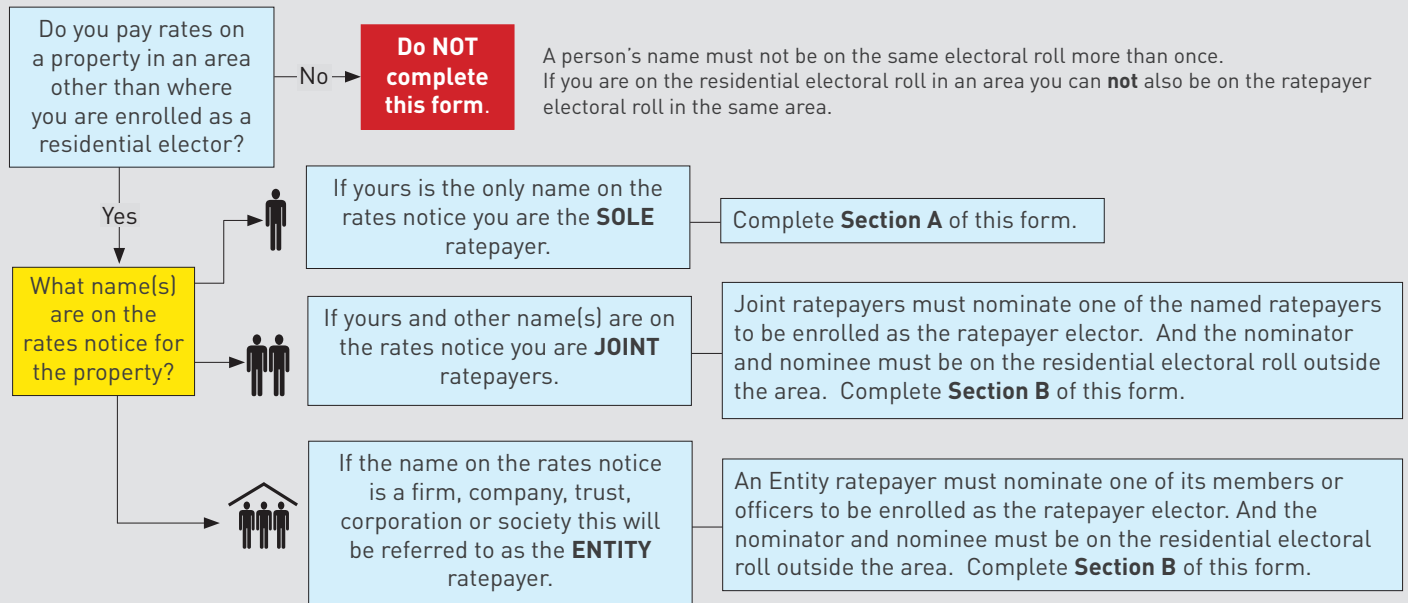 Do you pay rates on
a property in an area
other than where
you are enrolled as a
residential elector?
No
Do NOT
complete
this form.
A person's name must not be on the same electoral roll more than once.
If you are on the residential electoral roll in an area you can not also be on the ratepayer
electoral roll in the same area.
Yes
What name(s)
are on the
rates notice for
the property?
If yours is the only name on the
rates notice you are the SOLE
ratepayer.
Complete Section A of this form.
If yours and other name(s) are on
the rates notice you are JOINT
ratepayers.
Joint ratepayers must nominate one of the named ratepayers
to be enrolled as the ratepayer elector.  And the nominator
and nominee must be on the residential electoral roll outside
the area.  Complete Section B of this form.
If the name on the rates notice
is a firm, company, trust,
corporation or society this will
be referred to as the ENTITY
ratepayer.
An Entity ratepayer must nominate one of its members or
officers to be enrolled as the ratepayer elector. And the
nominator and nominee must be on the residential electoral
roll outside the area.  Complete Section B of this form.